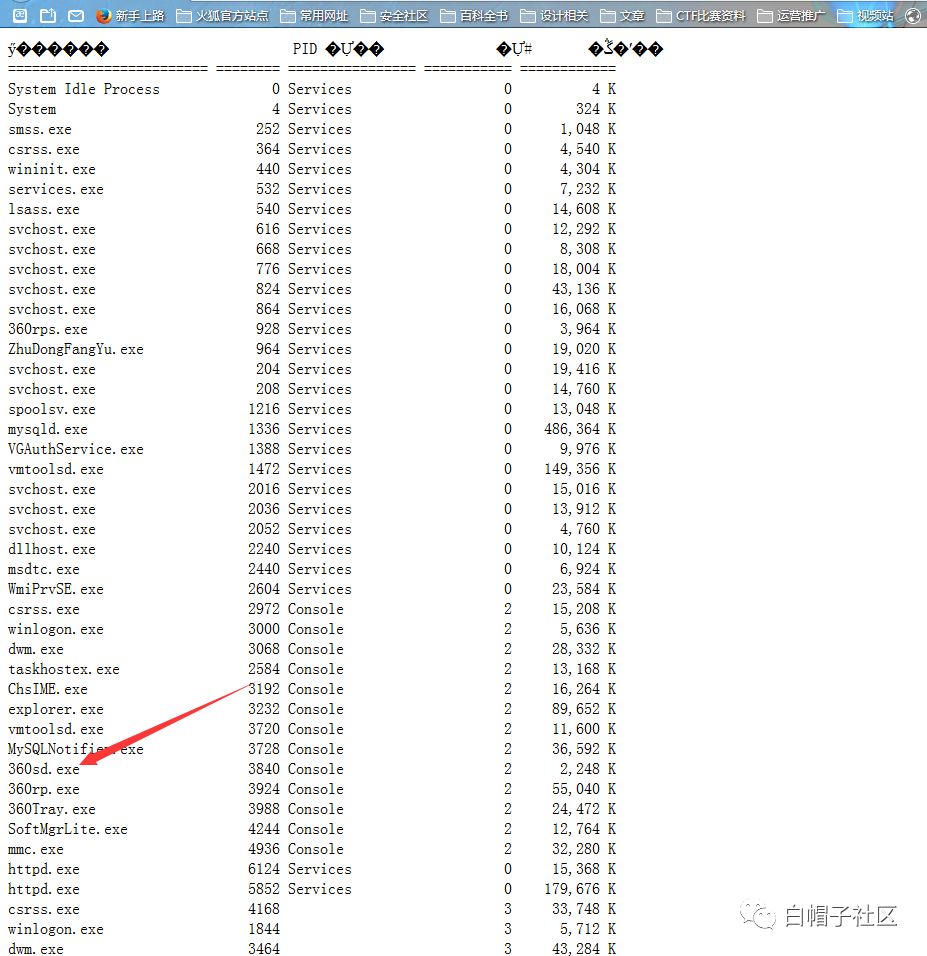 新手上路 火狐官方站点 常用网址 安全社区 百科全书 设计相关 文章 CTF比赛资料 运营推广 视频站
PID
========================= ======== ================ =========== ============
System Idle Process 0 Services 0 4 K
System 4 Services 0 324 K
smss.exe 252 Services 0 1,048 K
csrss.exe 364 Services 0 4,540 K
wininit.exe 440 Services 0 4,304 K
services.exe 532 Services 0 7,232 K
lsass.exe 540 Services 0 14,608 K
svchost.exe 616 Services 0 12,292 K
svchost.exe 668 Services 0 8,308 K
svchost.exe 776 Services 0 18,004 K
svchost.exe 824 Services 0 43,136 K
svchost.exe 864 Services 0 16,068 K
360rps.exe 928 Services 0 3,964 K
ZhuDongFangYu.exe 964 Services 0 19,020 K
svchost.exe 204 Services 0 19,416 K
svchost.exe 208 Services 0 14,760 K
spoolsv.exe 1216 Services 0 13,048 K
mysqld.exe 1336 Services 0 486,364 K
VGAuthService.exe 1388 Services 0 9,976 K
vmtoolsd.exe 1472 Services 0 149,356 K
svchost.exe 2016 Services 0 15,016 K
svchost.exe 2036 Services 0 13,912 K
svchost.exe 2052 Services 0 4,760 K
dllhost.exe 2240 Services 0 10,124 K
msdtc.exe 2440 Services 0 6,924 K
WmiPrvSE.exe 2604 Services 0 23,584 K
csrss.exe 2972 Console 2 15,208 K
winlogon.exe 3000 Console 2 5,636 K
dwm.exe 3068 Console 2 28,332 K
taskhostex.exe 2584 Console 2 13,168 K
ChsIME.exe 3192 Console 2 16,264 K
explorer.exe 3232 Console 2 89,652 K
vmtoolsd.exe 3720 Console 2 11,600 K
MySQLNotifier.exe 3728 Console 2 36,592 K
360sd.exe 3840 Console 2 2,248 K
360rp.exe 3924 Console 2 55,040 K
360Tray.exe 3988 Console 2 24,472 K
SoftMgrLite.exe 4244 Console 2 12,764 K
mmc.exe 4936 Console 2 32,280 K
httpd.exe 6124 Services 0 15,368 K
httpd.exe 5852 Services 0 179,676 K
csrss.exe 4168 3 33,748 K
winlogon.exe 1844 3 5,712 K
dwm.exe 3464 3 43,284 K
白帽子社区